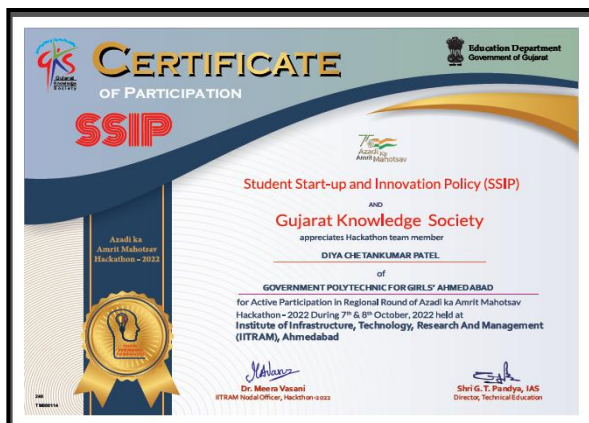 Gujarat
Knowledge
Society
CERTIFICATE
OF PARTICIPATION
Education Department
Government of Gujarat
SSIP
75
Azadi Ka
Amrit Mahotsav
Student Start-up and Innovation Policy (SSIP)
AND
Gujarat Knowledge Society
appreciates Hackathon team member
DIYA CHETANKUMAR PATEL
of
GOVERNMENT POLYTECHNIC FOR GIRLS' AHMEDABAD
for Active Participation in Regional Round of Azadi ka Amrit Mahotsav
Hackathon - 2022 During 7th & 8th October, 2022 held at
Institute of Infrastructure, Technology, Research And Management
(IITRAM), Ahmedabad
Azadi ka
Amrit Mahotsav
Hackathon - 2022
Dr. Meera Vasani
IITRAM Nodal Officer, Hackthon-2022
Shri G. T. Pandya, IAS
Director, Technical Education